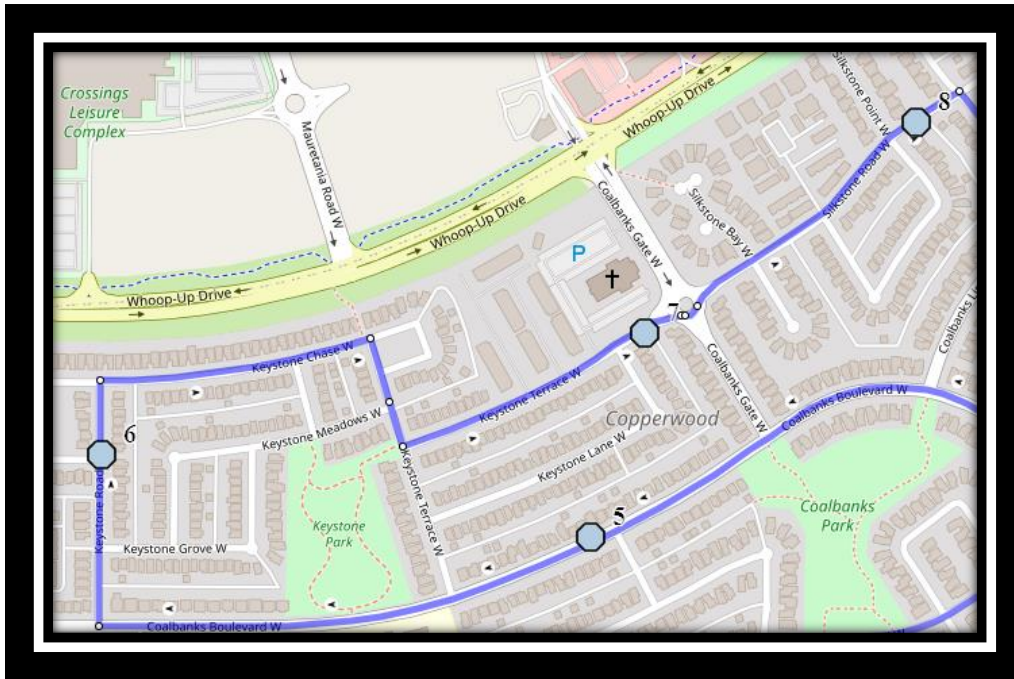 Crossings
Leisure
Complex
Mauretania Road W
Whoop-Up Drive
Whoop-Up Drive
Whoop-Up Drive
Coalbanks Gate W
Silkstone Point W
8
Silkstone Road W
Silkstone Bay W
P
7
Keystone Chase W
Coalbanks Gate W
Keystone Terrace W
Copperwood
Coalbanks Boulevard W
6
Keystone Meadows W
Keystone Lane W
Keystone Terrace W
Keystone Road
Keystone Grove W
Keystone
Park
5
Coalbanks
Park
Coalbanks Boulevard W